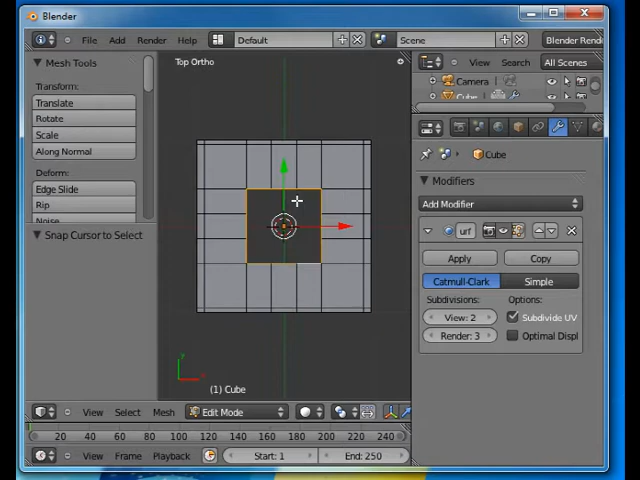 Blender
File Add Render Default Scene Blender Rend
Mesh Tools
Top Ortho
View Search All Scenes
Camera
Cube
Transform:
Translate
Rotate
Scale
Along Normal
Cube
Modifiers
Deform:
Edge Slide
Rip
Noise
Add Modifier
urf
Snap Cursor to Select
Apply Copy
Catmull-Clark Simple
Subdivisions: Options:
View: 2 Subdivide UV
Render: 3 Optimal Displ
(1) Cube
View Select Mesh Edit Mode
20 40 60 80 100 120 140 160 180 200 220 240
View Frame Playback Start: 1 End: 250